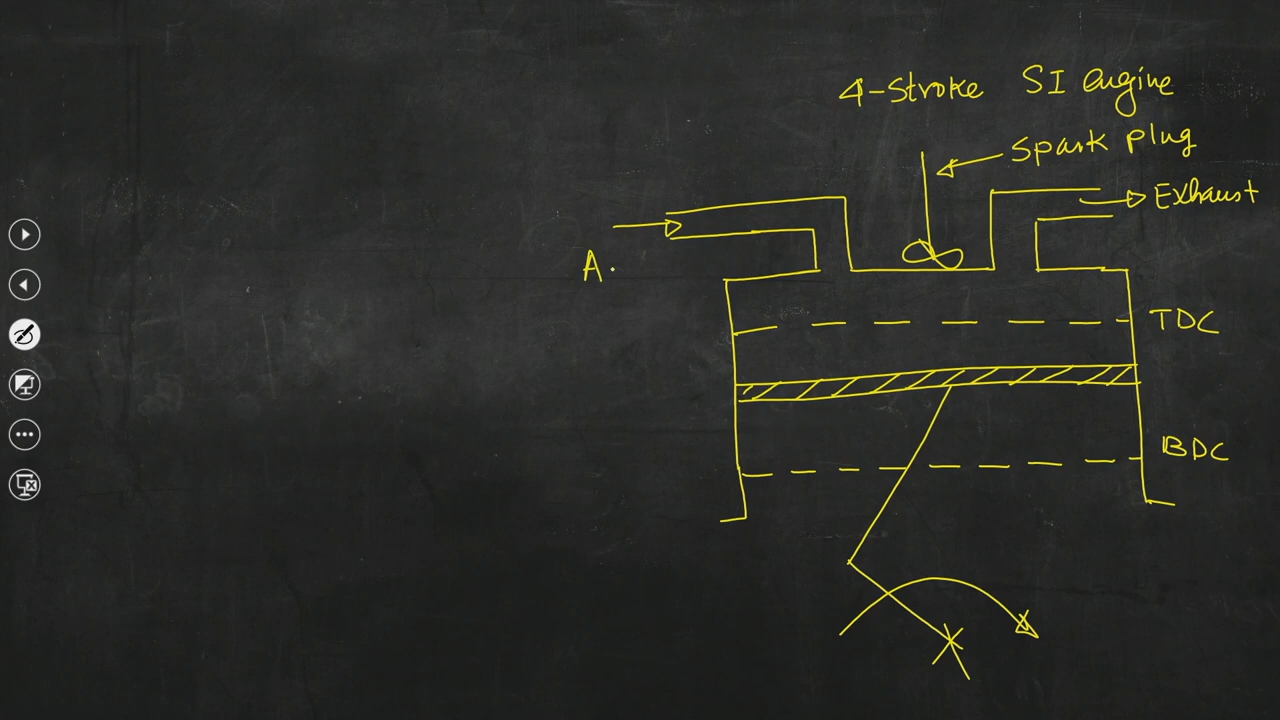 4-Stroke SI engine
Spark plug
Exhaust
A.
TDC
BDC